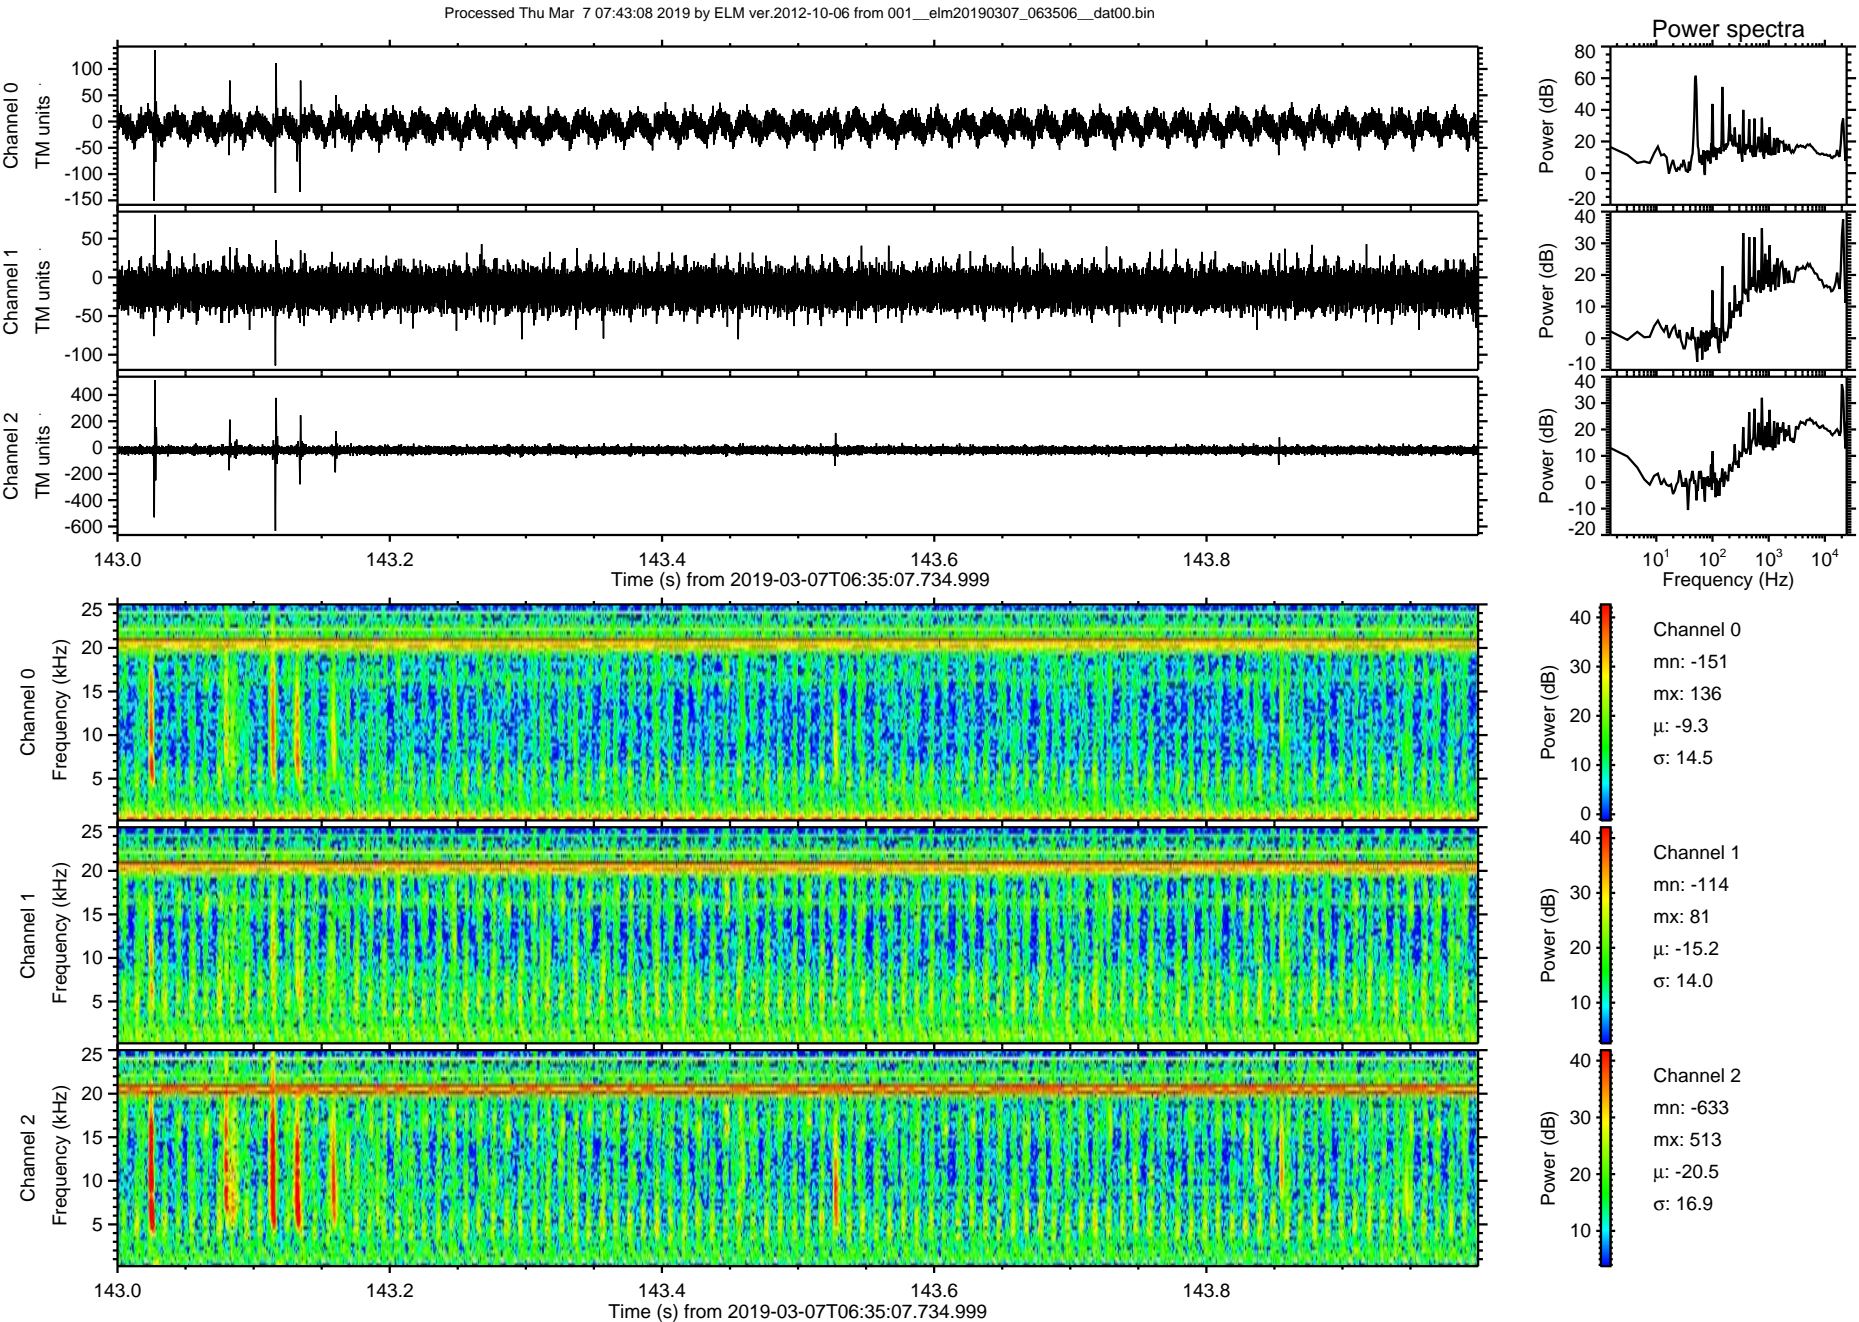 Processed Thu Mar  7 07:43:08 2019 by ELM ver.2012-10-06 from 001__elm20190307_063506__dat00.bin
Power spectra
Channel 0
TM units
100
50
0
-50
-100
-150
Power (dB)
80
60
40
20
0
-20
Channel 1
TM units
50
0
-50
-100
Power (dB)
40
30
20
10
0
-10
Channel 2
TM units
400
200
0
-200
-400
-600
Power (dB)
40
30
20
10
0
-10
-20
143.0 143.2 143.4 143.6 143.8
Time (s) from 2019-03-07T06:35:07.734.999
10¹ 10² 10³ 10⁴
Frequency (Hz)
Channel 0
Frequency (kHz)
25
20
15
10
5
Power (dB)
40
30
20
10
0
Channel 0
mn: -151
mx: 136
μ: -9.3
σ: 14.5
Channel 1
Frequency (kHz)
25
20
15
10
5
Power (dB)
40
30
20
10
Channel 1
mn: -114
mx: 81
μ: -15.2
σ: 14.0
Channel 2
Frequency (kHz)
25
20
15
10
5
Power (dB)
40
30
20
10
Channel 2
mn: -633
mx: 513
μ: -20.5
σ: 16.9
143.0 143.2 143.4 143.6 143.8
Time (s) from 2019-03-07T06:35:07.734.999